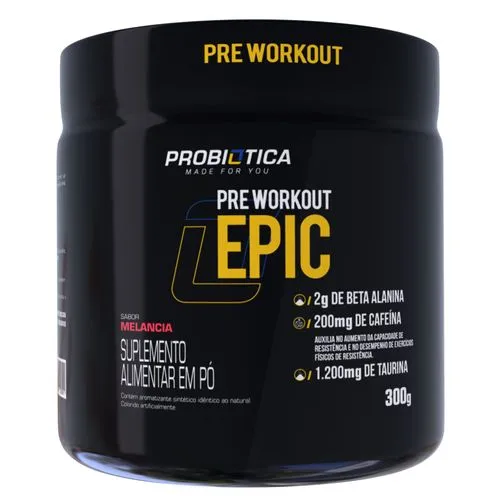 PRE WORKOUT
PROBIOTICA
MADE FOR YOU
PRE WORKOUT
EPIC
2g DE BETA ALANINA
200mg DE CAFEÍNA
AUXILIA NO AUMENTO DA CAPACIDADE DE
RESISTÊNCIA E NO DESEMPENHO DE EXERCÍCIOS
FÍSICOS DE RESISTÊNCIA.
1.200mg DE TAURINA
300g
SABOR
MELANCIA
SUPLEMENTO
ALIMENTAR EM PÓ
Contém aromatizante sintético idêntico ao natural
Colorido artificialmente